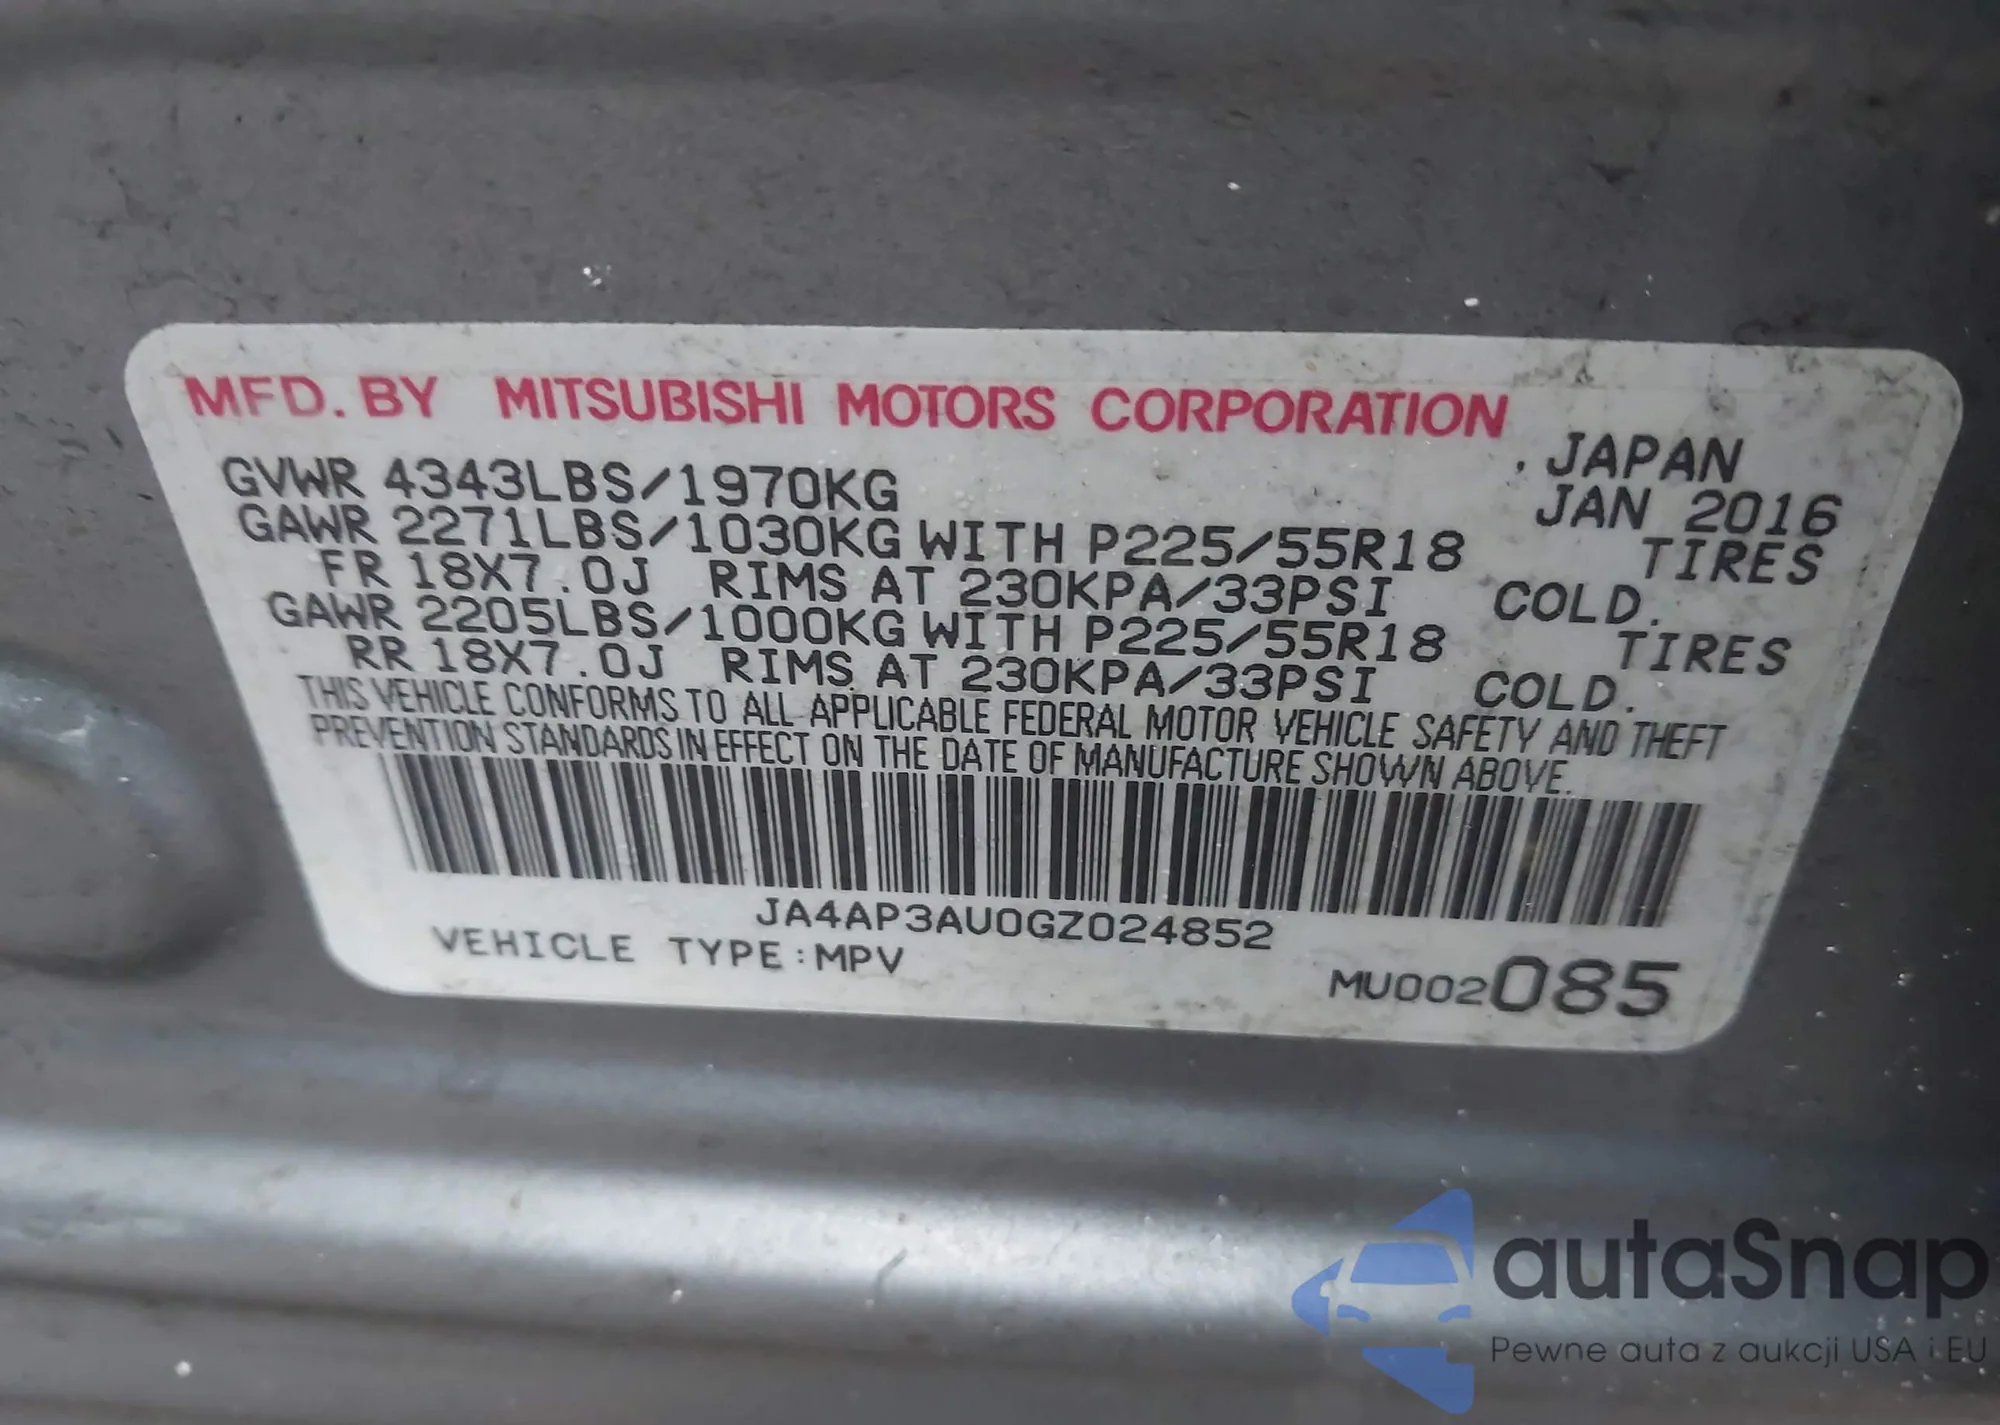 MFD. BY MITSUBISHI MOTORS CORPORATION
. JAPAN
GVWR 4343LBS/1970KG JAN 2016
GAWR 2271LBS/1030KG WITH P225/55R18 TIRES
FR 18X7.0J RIMS AT 230KPA/33PSI COLD.
GAWR 2205LBS/1000KG WITH P225/55R18 TIRES
RR 18X7.0J RIMS AT 230KPA/33PSI COLD.
THIS VEHICLE CONFORMS TO ALL APPLICABLE FEDERAL MOTOR VEHICLE SAFETY AND THEFT
PREVENTION STANDARDS IN EFFECT ON THE DATE OF MANUFACTURE SHOWN ABOVE.
JA4AP3AU0GZ024852
VEHICLE TYPE:MPV
MU002085
autaSnap
Pewne auta z aukcji USA i EU